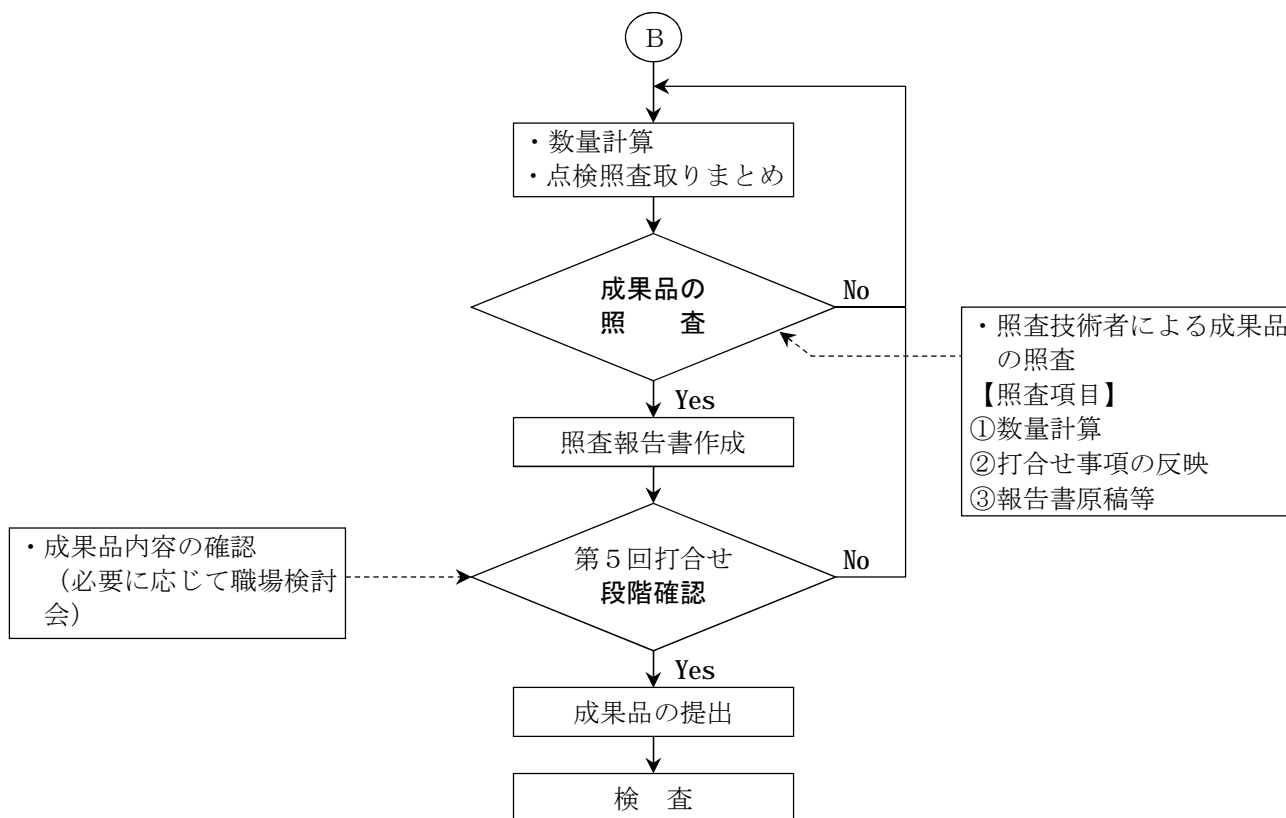 B
・数量計算
・点検照査取りまとめ
成果品の
照　　査
No
・照査技術者による成果品
の照査
【照査項目】
①数量計算
②打合せ事項の反映
③報告書原稿等
Yes
照査報告書作成
・成果品内容の確認
（必要に応じて職場検討
会）
第５回打合せ
段階確認
No
Yes
成果品の提出
検　査